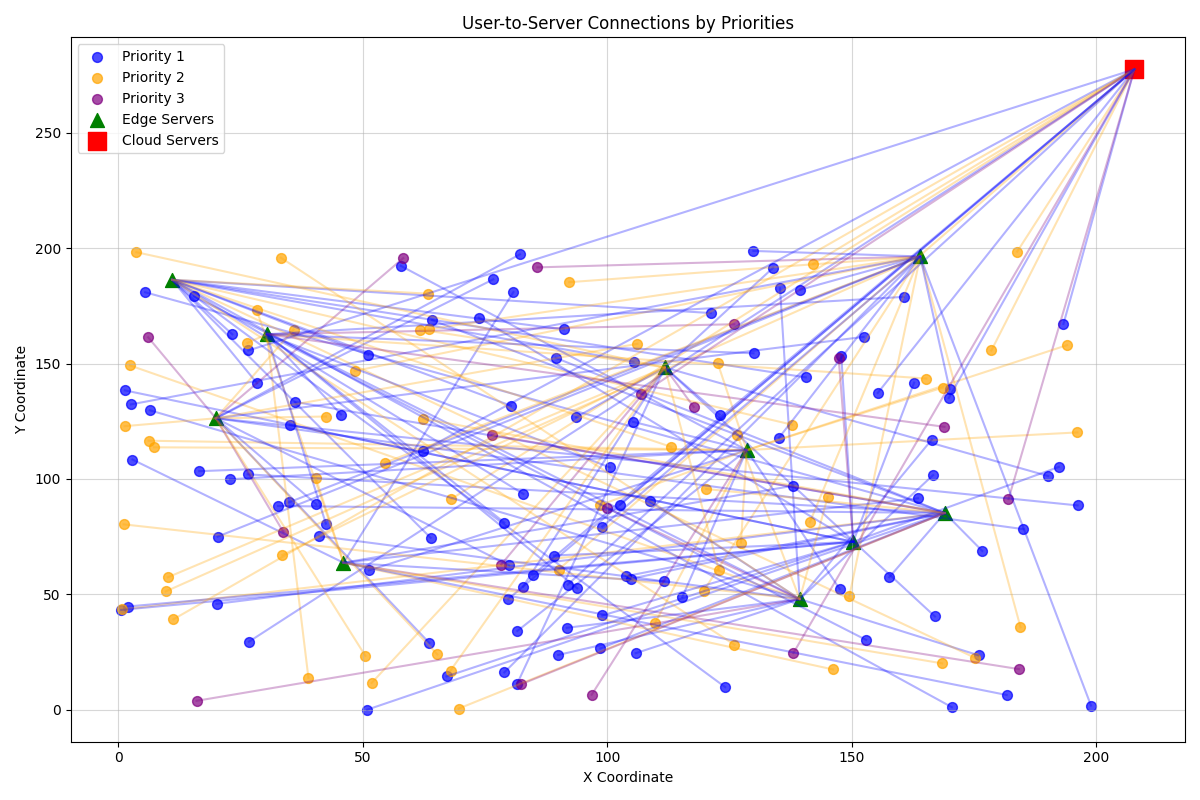 User-to-Server Connections by Priorities
Priority 1
Priority 2
Priority 3
Edge Servers
Cloud Servers
Y Coordinate
250
200
150
100
50
0
0 50 100 150 200
X Coordinate